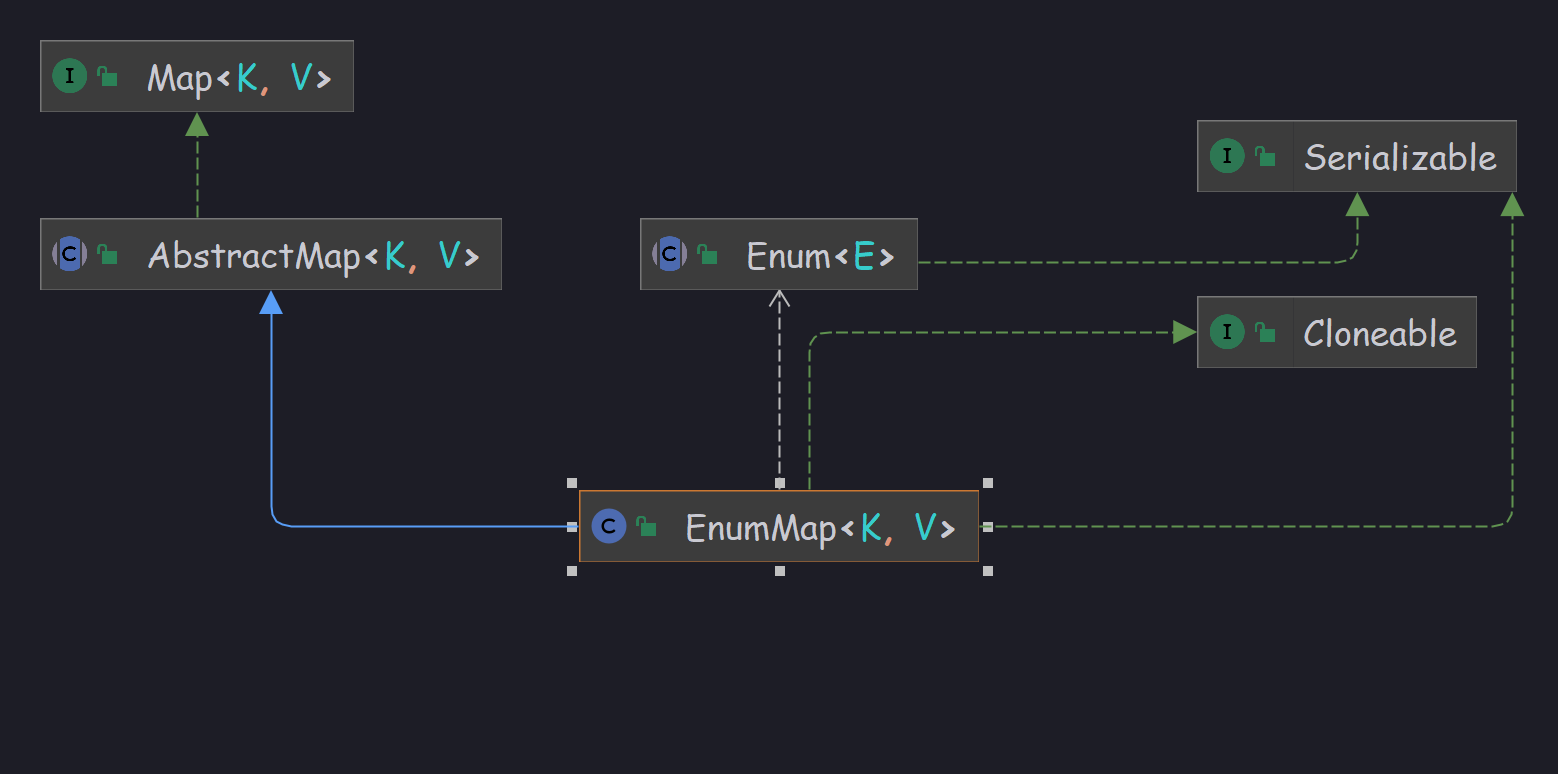 I Map<K, V>
I Serializable
C AbstractMap<K, V>
C Enum<E>
I Cloneable
C EnumMap<K, V>